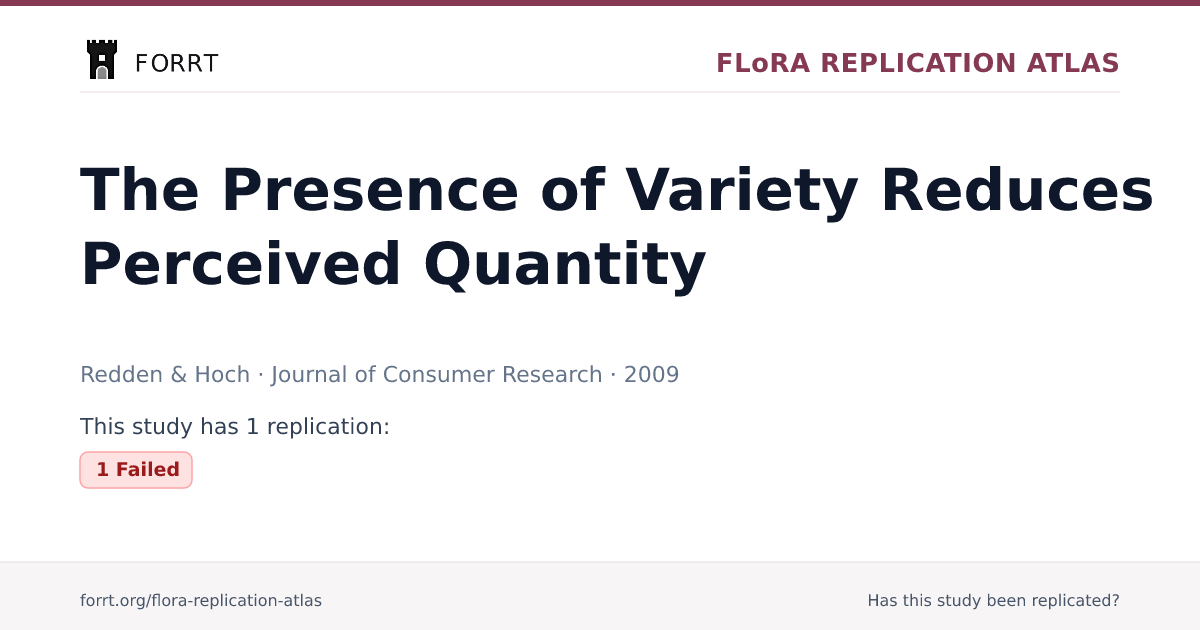 FORRT
FLoRA REPLICATION ATLAS
The Presence of Variety Reduces
Perceived Quantity
Redden & Hoch · Journal of Consumer Research · 2009
This study has 1 replication:
1 Failed
forrt.org/flora-replication-atlas
Has this study been replicated?